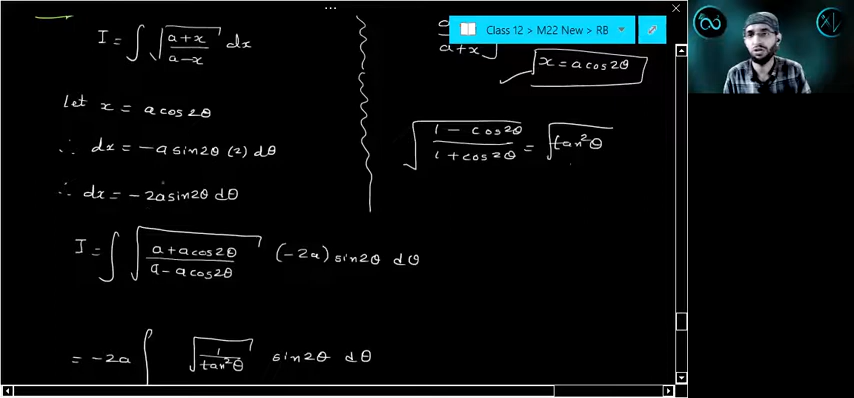 I = ∫ √((a+x)/(a-x)) dx
let x = a cos 2θ
∴ dx = -a sin2θ (2) dθ
∴ dx = -2a sin2θ dθ
I = ∫ √((a + a cos2θ)/(a - a cos2θ)) (-2a) sin2θ dθ
= -2a ∫ √(1/tan²θ) sin2θ dθ
a+x
x = a cos 2θ
√((1 - cos2θ)/(1 + cos2θ)) = √(tan²θ)
Class 12 > M22 New > RB